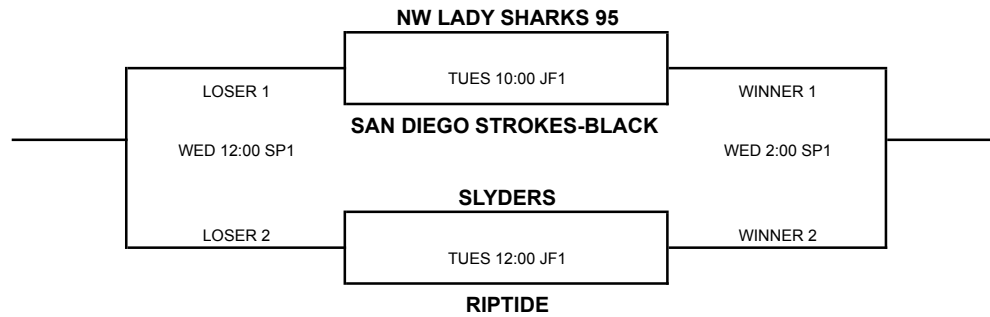 NW LADY SHARKS 95
TUES 10:00 JF1
LOSER 1
WINNER 1
SAN DIEGO STROKES-BLACK
WED 12:00 SP1
WED 2:00 SP1
SLYDERS
LOSER 2
WINNER 2
TUES 12:00 JF1
RIPTIDE